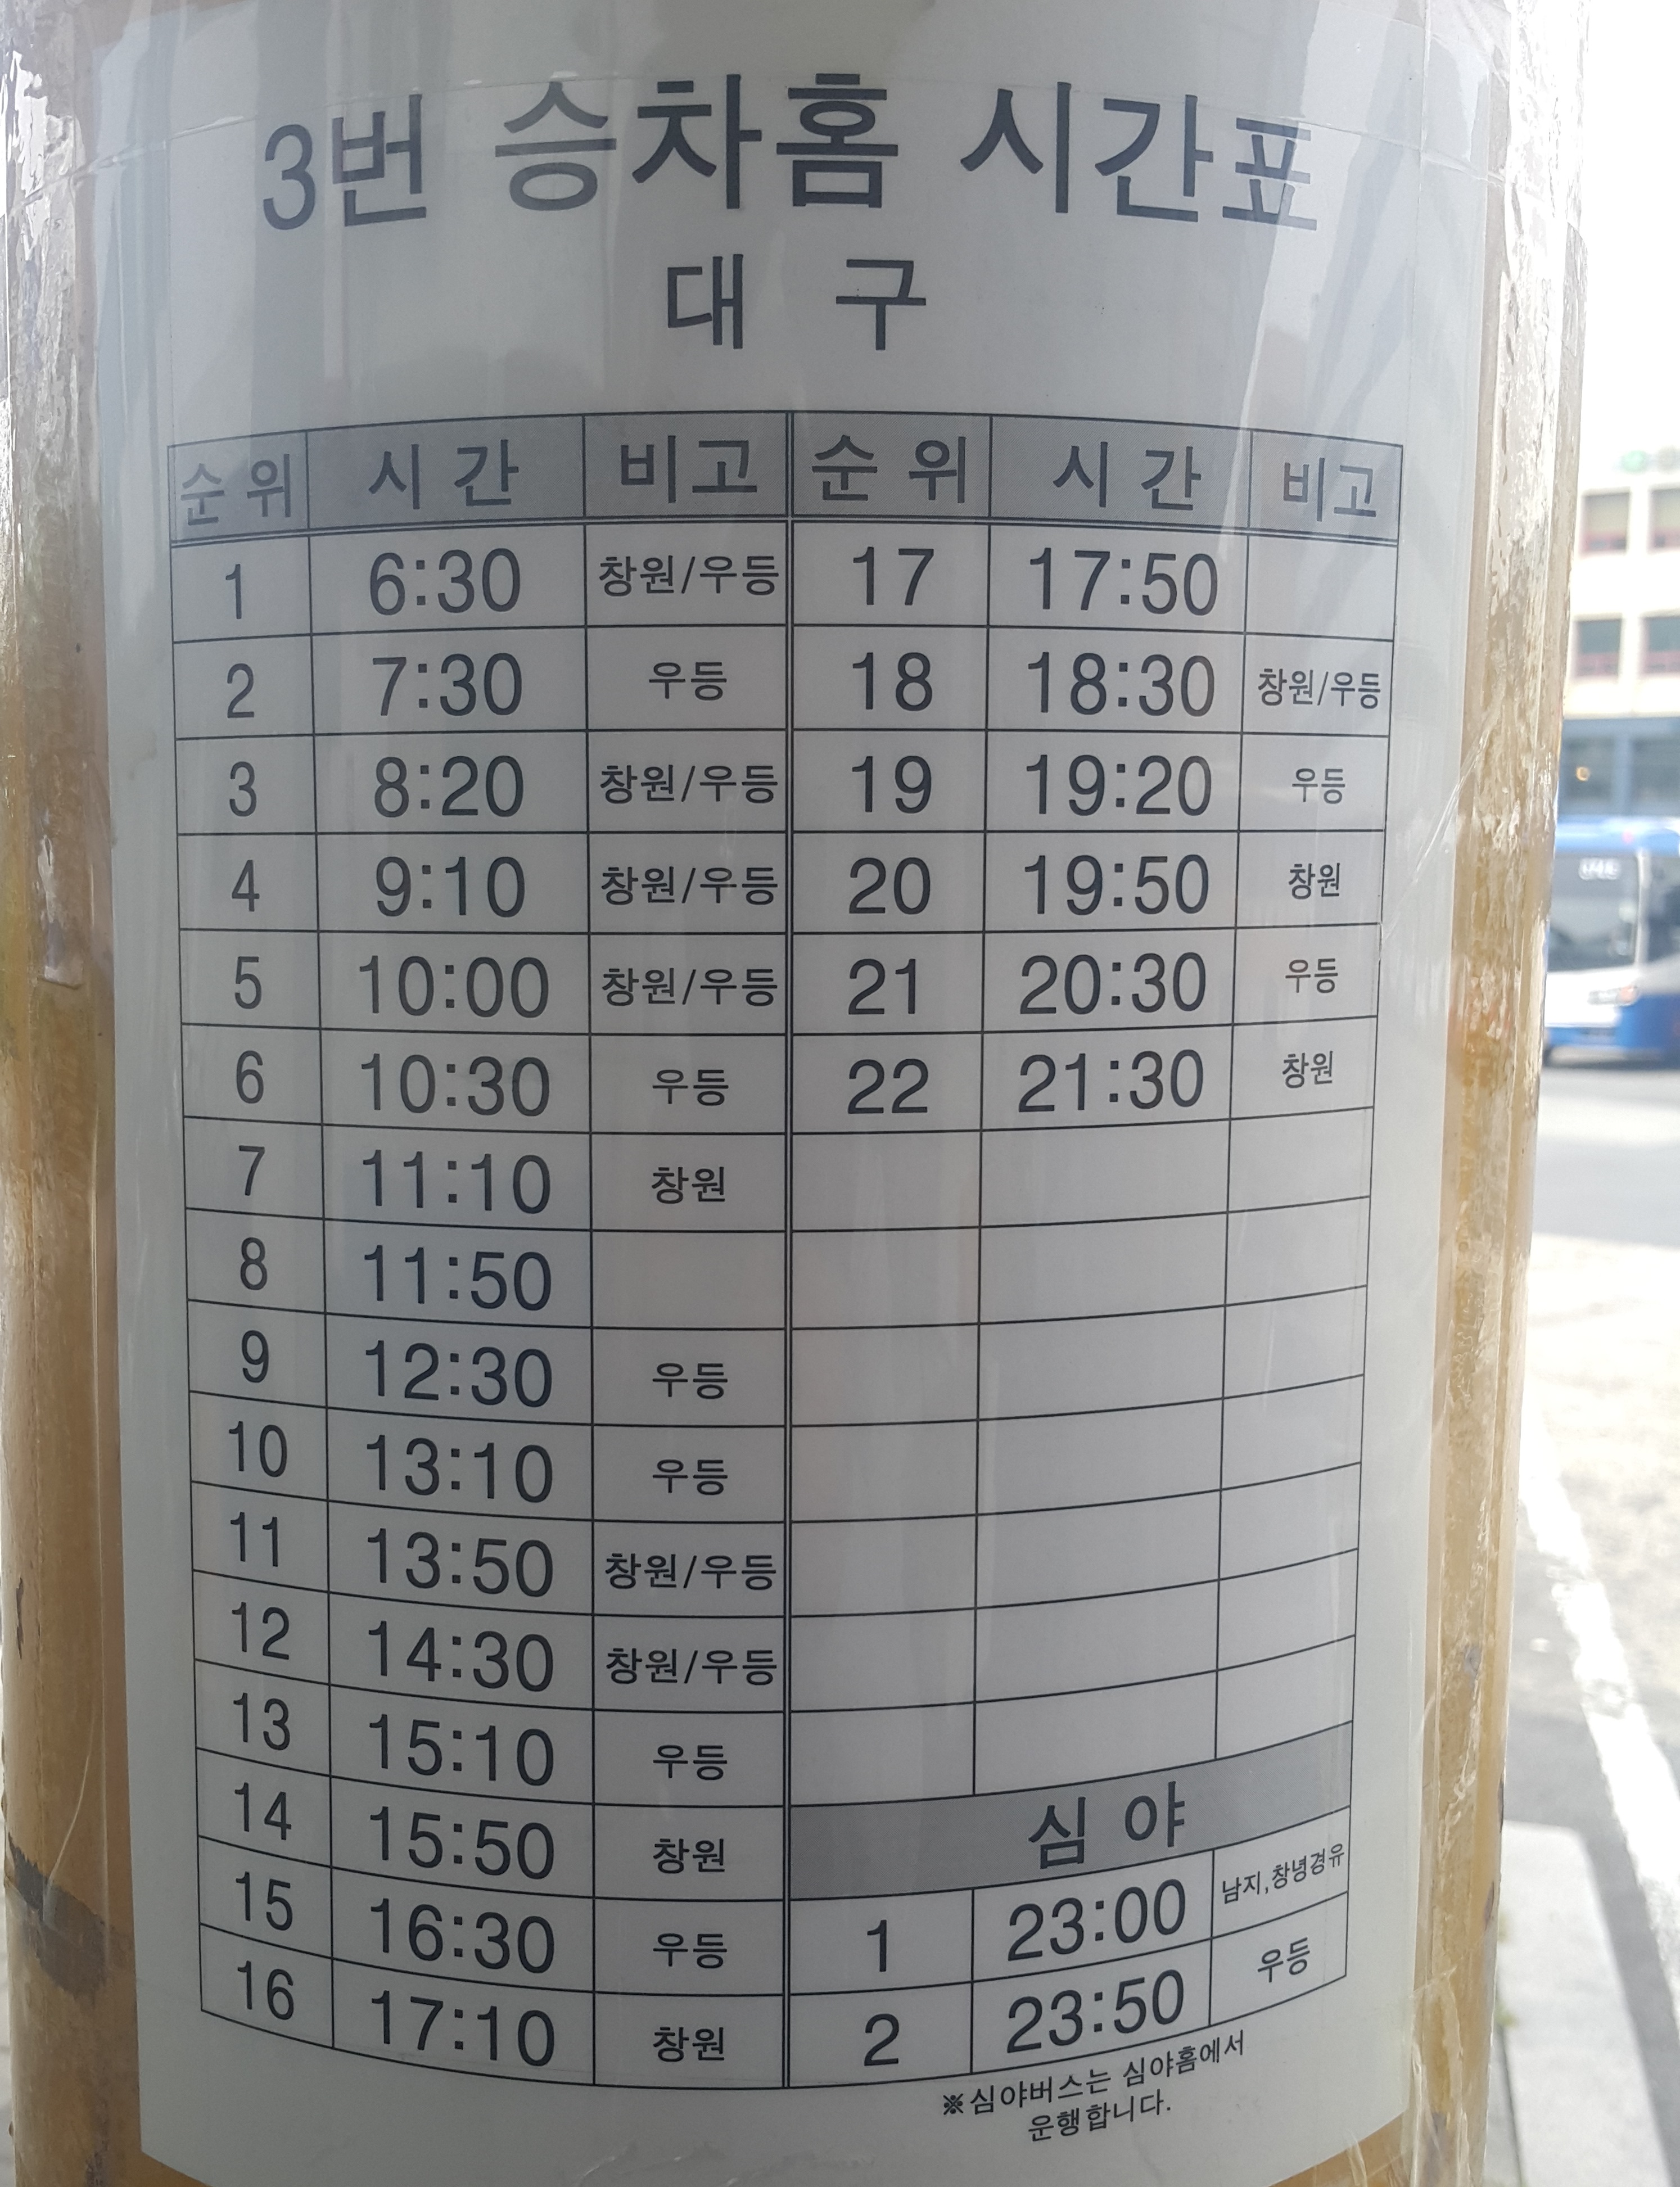 3번 승차홈 시간표
대 구
순 위 시 간 비고 순 위 시 간 비고
1 6:30 창원/우등 17 17:50
2 7:30 우등 18 18:30 창원/우등
3 8:20 창원/우등 19 19:20 우등
4 9:10 창원/우등 20 19:50 창원
5 10:00 창원/우등 21 20:30 우등
6 10:30 우등 22 21:30 창원
7 11:10 창원
8 11:50
9 12:30 우등
10 13:10 우등
11 13:50 창원/우등
12 14:30 창원/우등
13 15:10 우등
14 15:50 창원 심 야
15 16:30 우등 1 23:00 남지,창녕경유
16 17:10 창원 2 23:50 우등
※심야버스는 심야홈에서
운행합니다.